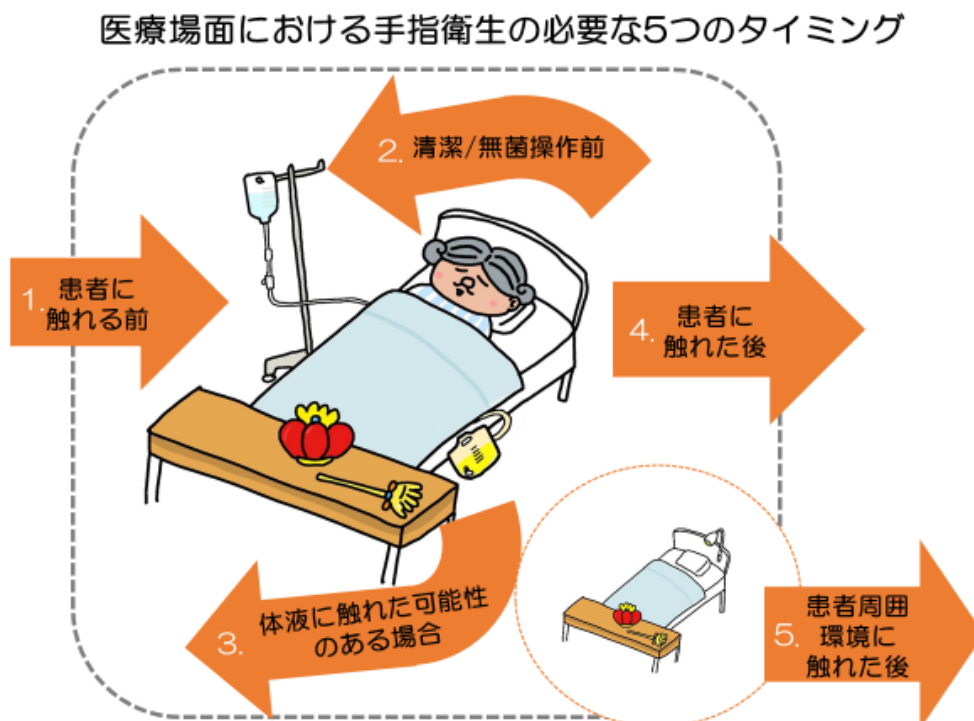 医療場面における手指衛生の必要な5つのタイミング
2. 清潔/無菌操作前
1. 患者に
触れる前
4. 患者に
触れた後
3. 体液に触れた可能性
のある場合
5. 患者周囲
環境に
触れた後